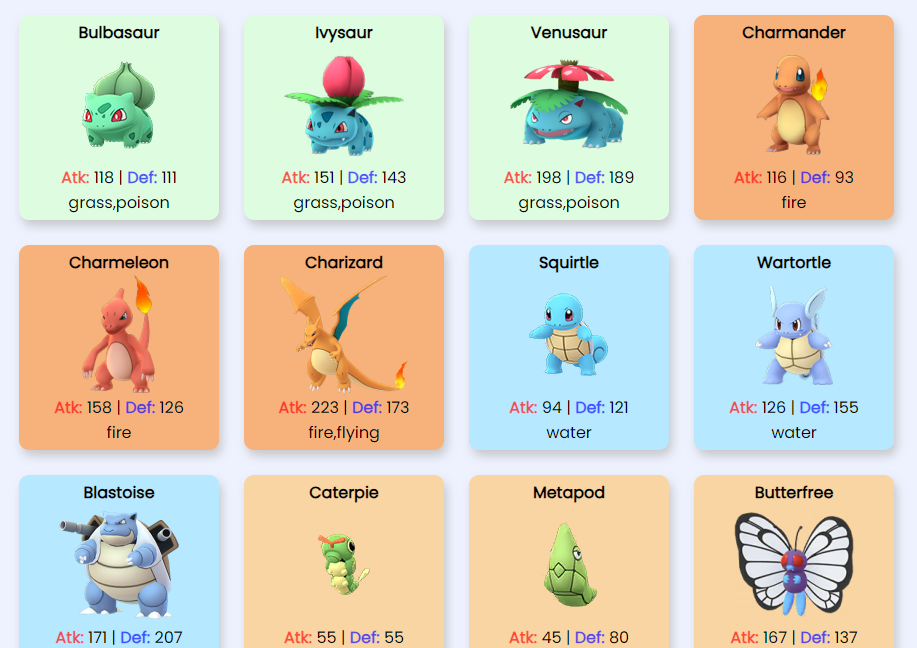 Bulbasaur
Ivysaur
Venusaur
Charmander
Atk: 118 | Def: 111
grass,poison
Atk: 151 | Def: 143
grass,poison
Atk: 198 | Def: 189
grass,poison
Atk: 116 | Def: 93
fire
Charmeleon
Charizard
Squirtle
Wartortle
Atk: 158 | Def: 126
fire
Atk: 223 | Def: 173
fire,flying
Atk: 94 | Def: 121
water
Atk: 126 | Def: 155
water
Blastoise
Caterpie
Metapod
Butterfree
Atk: 171 | Def: 207
Atk: 55 | Def: 55
Atk: 45 | Def: 80
Atk: 167 | Def: 137